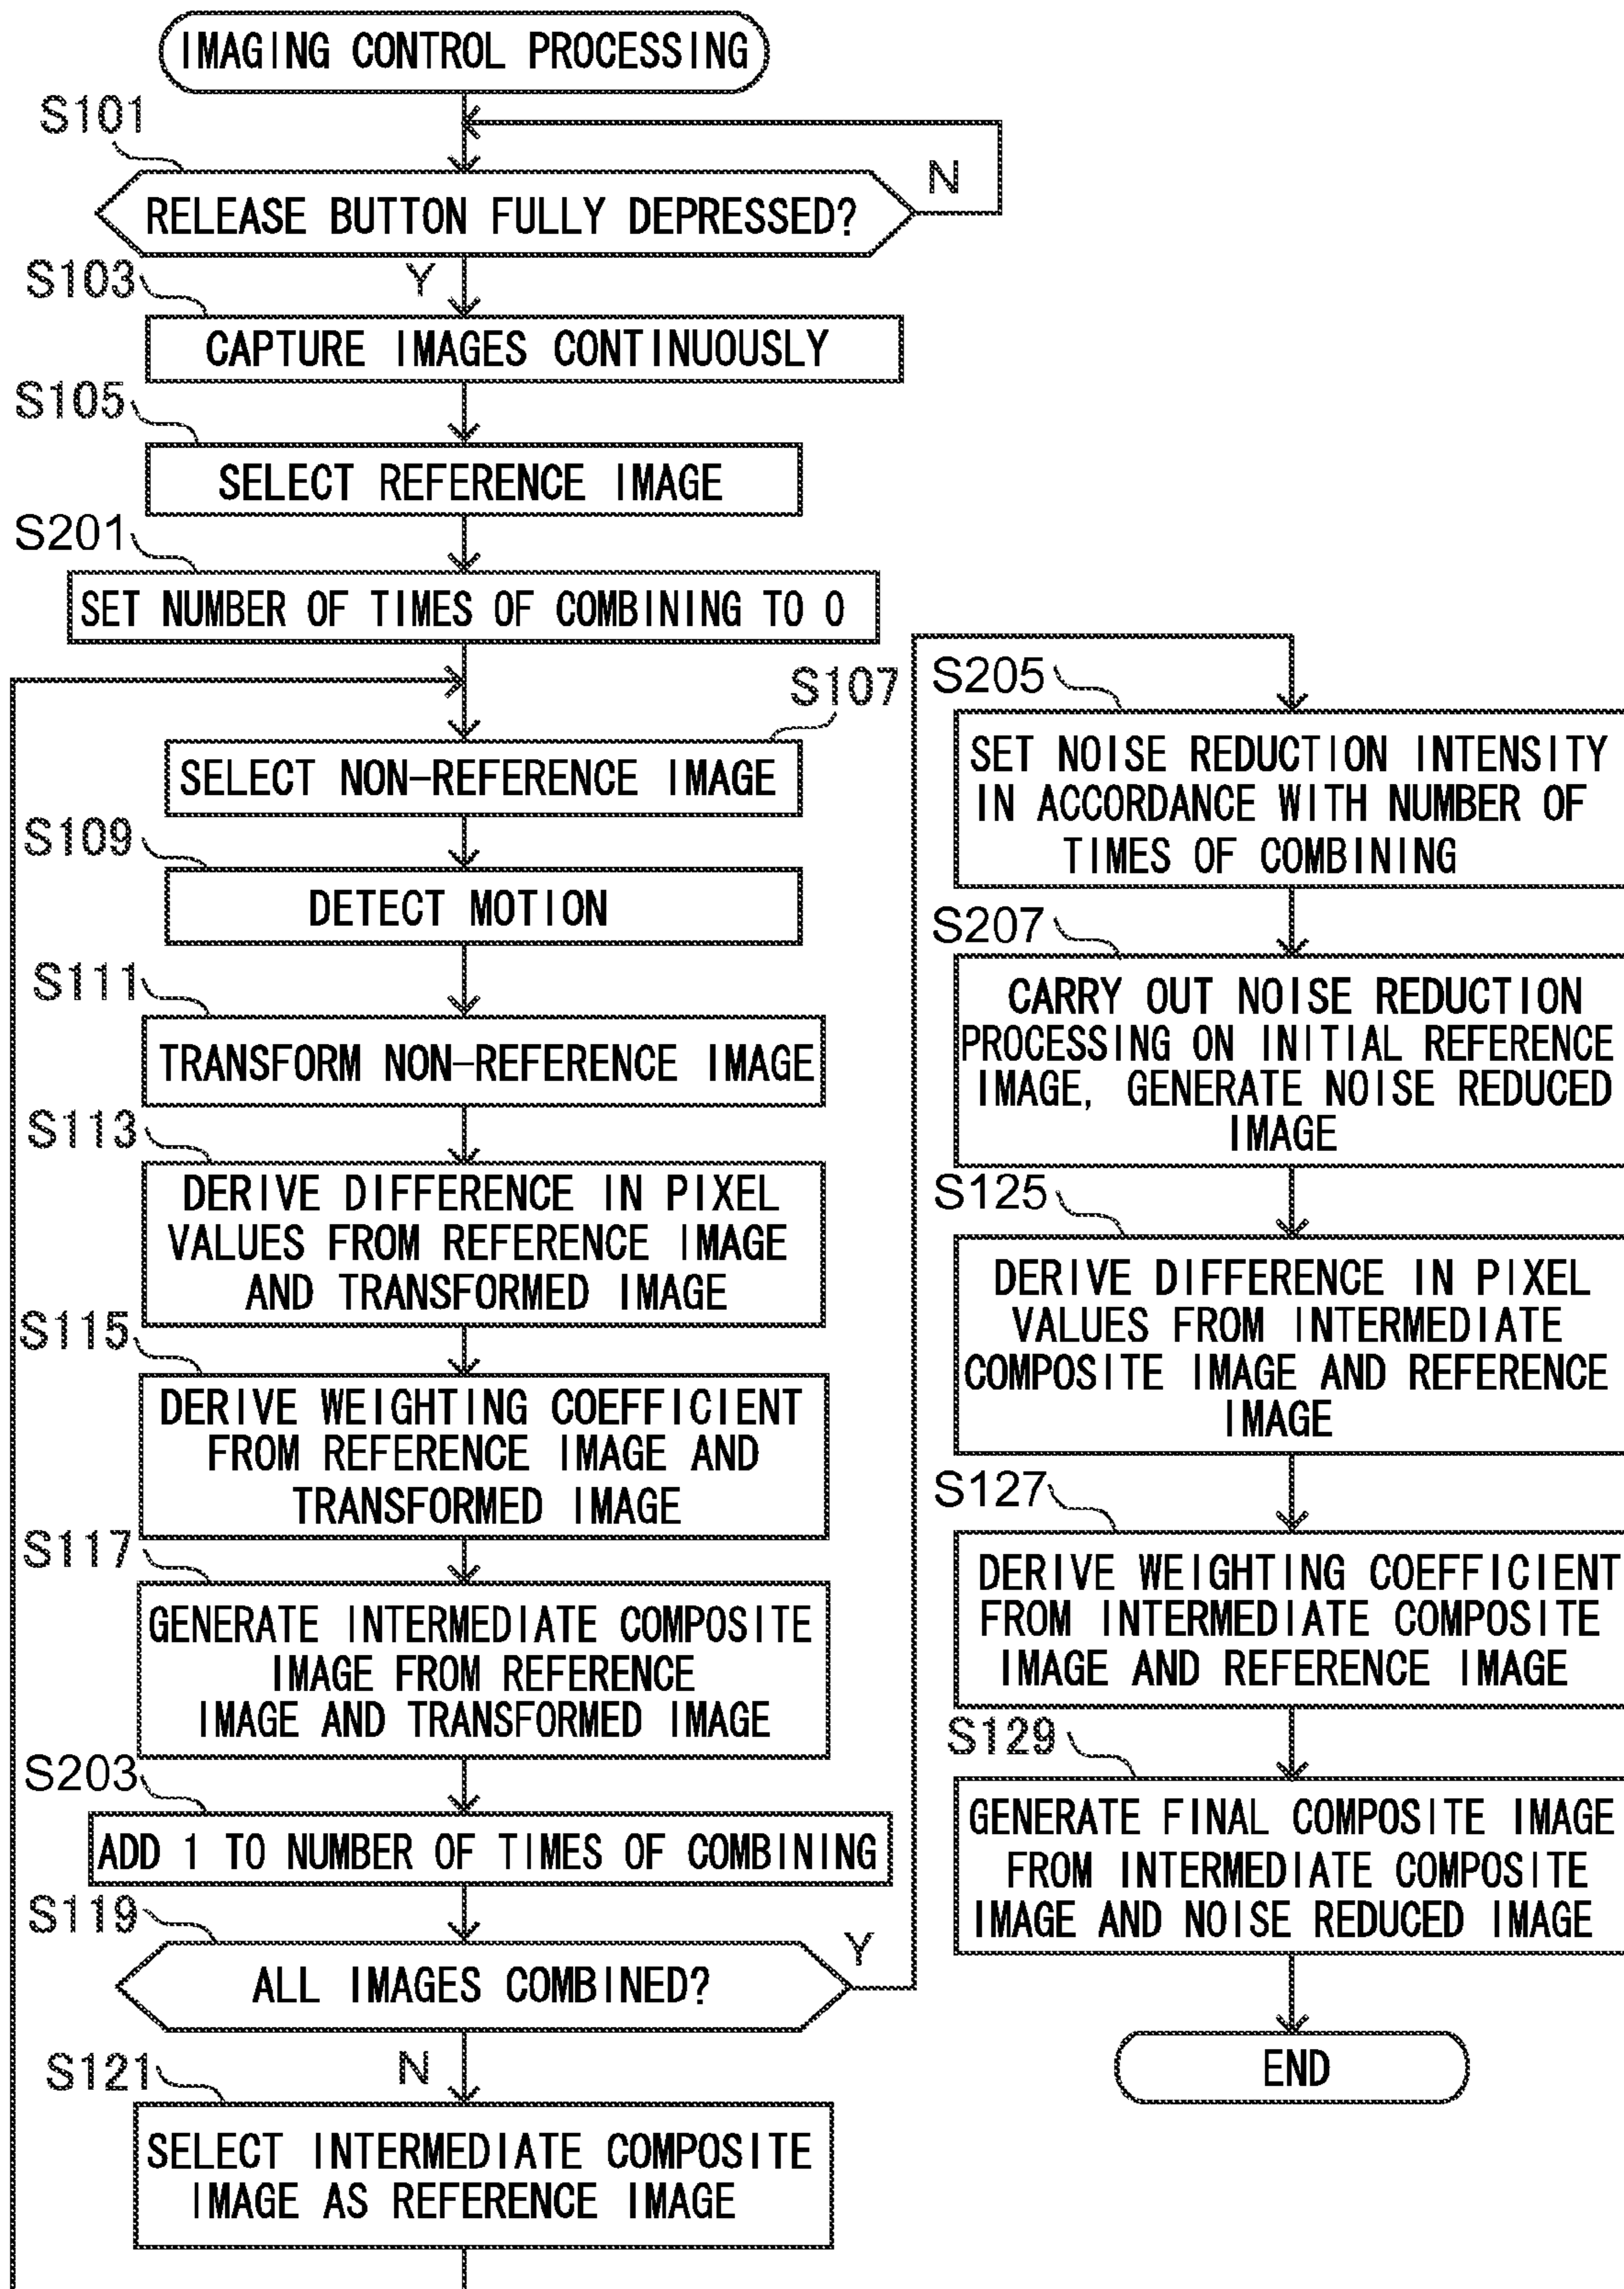 IMAGING CONTROL PROCESSING
S101
RELEASE BUTTON FULLY DEPRESSED?
N
Y
S103
CAPTURE IMAGES CONTINUOUSLY
S105
SELECT REFERENCE IMAGE
S201
SET NUMBER OF TIMES OF COMBINING TO 0
S107
SELECT NON-REFERENCE IMAGE
S109
DETECT MOTION
S111
TRANSFORM NON-REFERENCE IMAGE
S113
DERIVE DIFFERENCE IN PIXEL
VALUES FROM REFERENCE IMAGE
AND TRANSFORMED IMAGE
S115
DERIVE WEIGHTING COEFFICIENT
FROM REFERENCE IMAGE AND
TRANSFORMED IMAGE
S117
GENERATE INTERMEDIATE COMPOSITE
IMAGE FROM REFERENCE
IMAGE AND TRANSFORMED IMAGE
S203
ADD 1 TO NUMBER OF TIMES OF COMBINING
S119
ALL IMAGES COMBINED?
Y
N
S121
SELECT INTERMEDIATE COMPOSITE
IMAGE AS REFERENCE IMAGE
S205
SET NOISE REDUCTION INTENSITY
IN ACCORDANCE WITH NUMBER OF
TIMES OF COMBINING
S207
CARRY OUT NOISE REDUCTION
PROCESSING ON INITIAL REFERENCE
IMAGE, GENERATE NOISE REDUCED
IMAGE
S125
DERIVE DIFFERENCE IN PIXEL
VALUES FROM INTERMEDIATE
COMPOSITE IMAGE AND REFERENCE
IMAGE
S127
DERIVE WEIGHTING COEFFICIENT
FROM INTERMEDIATE COMPOSITE
IMAGE AND REFERENCE IMAGE
S129
GENERATE FINAL COMPOSITE IMAGE
FROM INTERMEDIATE COMPOSITE
IMAGE AND NOISE REDUCED IMAGE
END